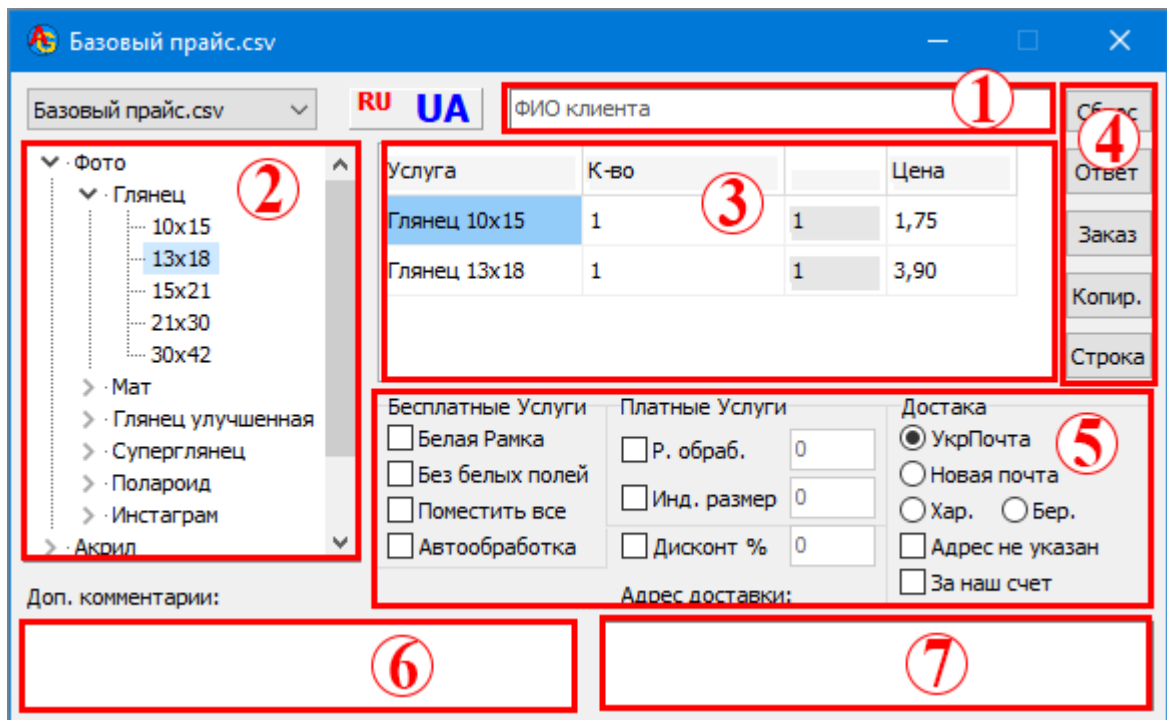 Базовый прайс.csv
Базовый прайс.csv
RU UA
ФИО клиента
1
4
Ответ
Заказ
Копир.
Строка
2
Фото
Глянец
10x15
13x18
15x21
21x30
30x42
Мат
Глянец улучшенная
Суперглянец
Полароид
Инстаграм
Акрил
3
Услуга К-во Цена
Глянец 10x15 1 1 1,75
Глянец 13x18 1 1 3,90
Бесплатные Услуги
Белая Рамка
Без белых полей
Поместить все
Автообработка
Платные Услуги
Р. обраб. 0
Инд. размер 0
Дисконт % 0
Достака
УкрПочта
Новая почта
Хар. Бер.
Адрес не указан
За наш счет
5
Доп. комментарии:
Адрес доставки:
6
7